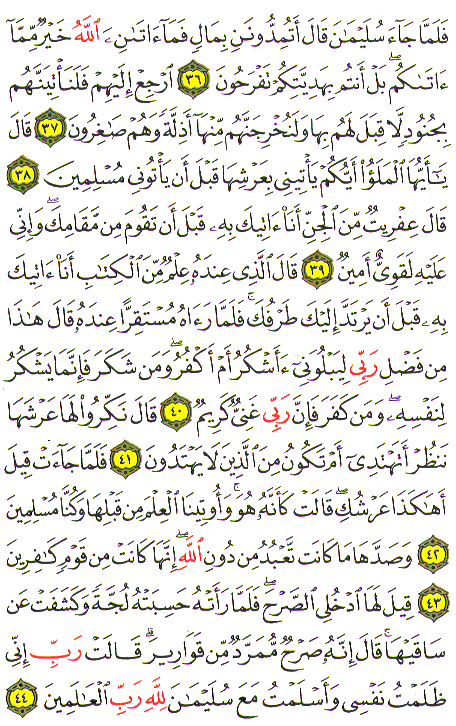 فَلَمَّا جَآءَ سُلَيْمَٰنَ قَالَ أَتُمِدُّونَنِ بِمَالٍ فَمَآ ءَاتَىٰنِۦَ ٱللَّهُ خَيْرٌ مِّمَّآ
ءَاتَىٰكُم بَلْ أَنتُم بِهَدِيَّتِكُمْ تَفْرَحُونَ ٣٦ ٱرْجِعْ إِلَيْهِمْ فَلَنَأْتِيَنَّهُم
بِجُنُودٍ لَّا قِبَلَ لَهُم بِهَا وَلَنُخْرِجَنَّهُم مِّنْهَآ أَذِلَّةً وَهُمْ صَٰغِرُونَ ٣٧ قَالَ
يَٰٓأَيُّهَا ٱلْمَلَؤُا۟ أَيُّكُمْ يَأْتِينِى بِعَرْشِهَا قَبْلَ أَن يَأْتُونِى مُسْلِمِينَ ٣٨
قَالَ عِفْرِيتٌ مِّنَ ٱلْجِنِّ أَنَا۠ ءَاتِيكَ بِهِۦ قَبْلَ أَن تَقُومَ مِن مَّقَامِكَ ۖ وَإِنِّى
عَلَيْهِ لَقَوِىٌّ أَمِينٌ ٣٩ قَالَ ٱلَّذِى عِندَهُۥ عِلْمٌ مِّنَ ٱلْكِتَٰبِ أَنَا۠ ءَاتِيكَ
بِهِۦ قَبْلَ أَن يَرْتَدَّ إِلَيْكَ طَرْفُكَ ۚ فَلَمَّا رَءَاهُ مُسْتَقِرًّا عِندَهُۥ قَالَ هَٰذَا
مِن فَضْلِ رَبِّى لِيَبْلُوَنِىٓ ءَأَشْكُرُ أَمْ أَكْفُرُ ۖ وَمَن شَكَرَ فَإِنَّمَا يَشْكُرُ
لِنَفْسِهِۦ ۖ وَمَن كَفَرَ فَإِنَّ رَبِّى غَنِىٌّ كَرِيمٌ ٤٠ قَالَ نَكِّرُوا۟ لَهَا عَرْشَهَا
نَنظُرْ أَتَهْتَدِىٓ أَمْ تَكُونُ مِنَ ٱلَّذِينَ لَا يَهْتَدُونَ ٤١ فَلَمَّا جَآءَتْ قِيلَ
أَهَٰكَذَا عَرْشُكِ ۖ قَالَتْ كَأَنَّهُۥ هُوَ ۚ وَأُوتِينَا ٱلْعِلْمَ مِن قَبْلِهَا وَكُنَّا مُسْلِمِينَ
٤٢ وَصَدَّهَا مَا كَانَت تَّعْبُدُ مِن دُونِ ٱللَّهِ ۖ إِنَّهَا كَانَتْ مِن قَوْمٍ كَٰفِرِينَ
٤٣ قِيلَ لَهَا ٱدْخُلِى ٱلصَّرْحَ ۖ فَلَمَّا رَأَتْهُ حَسِبَتْهُ لُجَّةً وَكَشَفَتْ عَن
سَاقَيْهَا ۚ قَالَ إِنَّهُۥ صَرْحٌ مُّمَرَّدٌ مِّن قَوَارِيرَ ۗ قَالَتْ رَبِّ إِنِّى
ظَلَمْتُ نَفْسِى وَأَسْلَمْتُ مَعَ سُلَيْمَٰنَ لِلَّهِ رَبِّ ٱلْعَٰلَمِينَ ٤٤